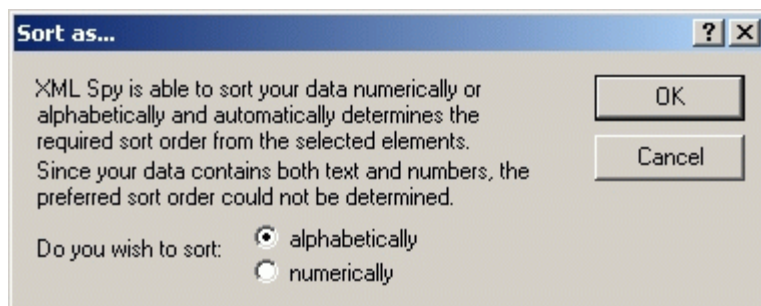 Sort as...
? X
XML Spy is able to sort your data numerically or
alphabetically and automatically determines the
required sort order from the selected elements.
Since your data contains both text and numbers, the
preferred sort order could not be determined.
OK
Cancel
Do you wish to sort:
alphabetically
numerically